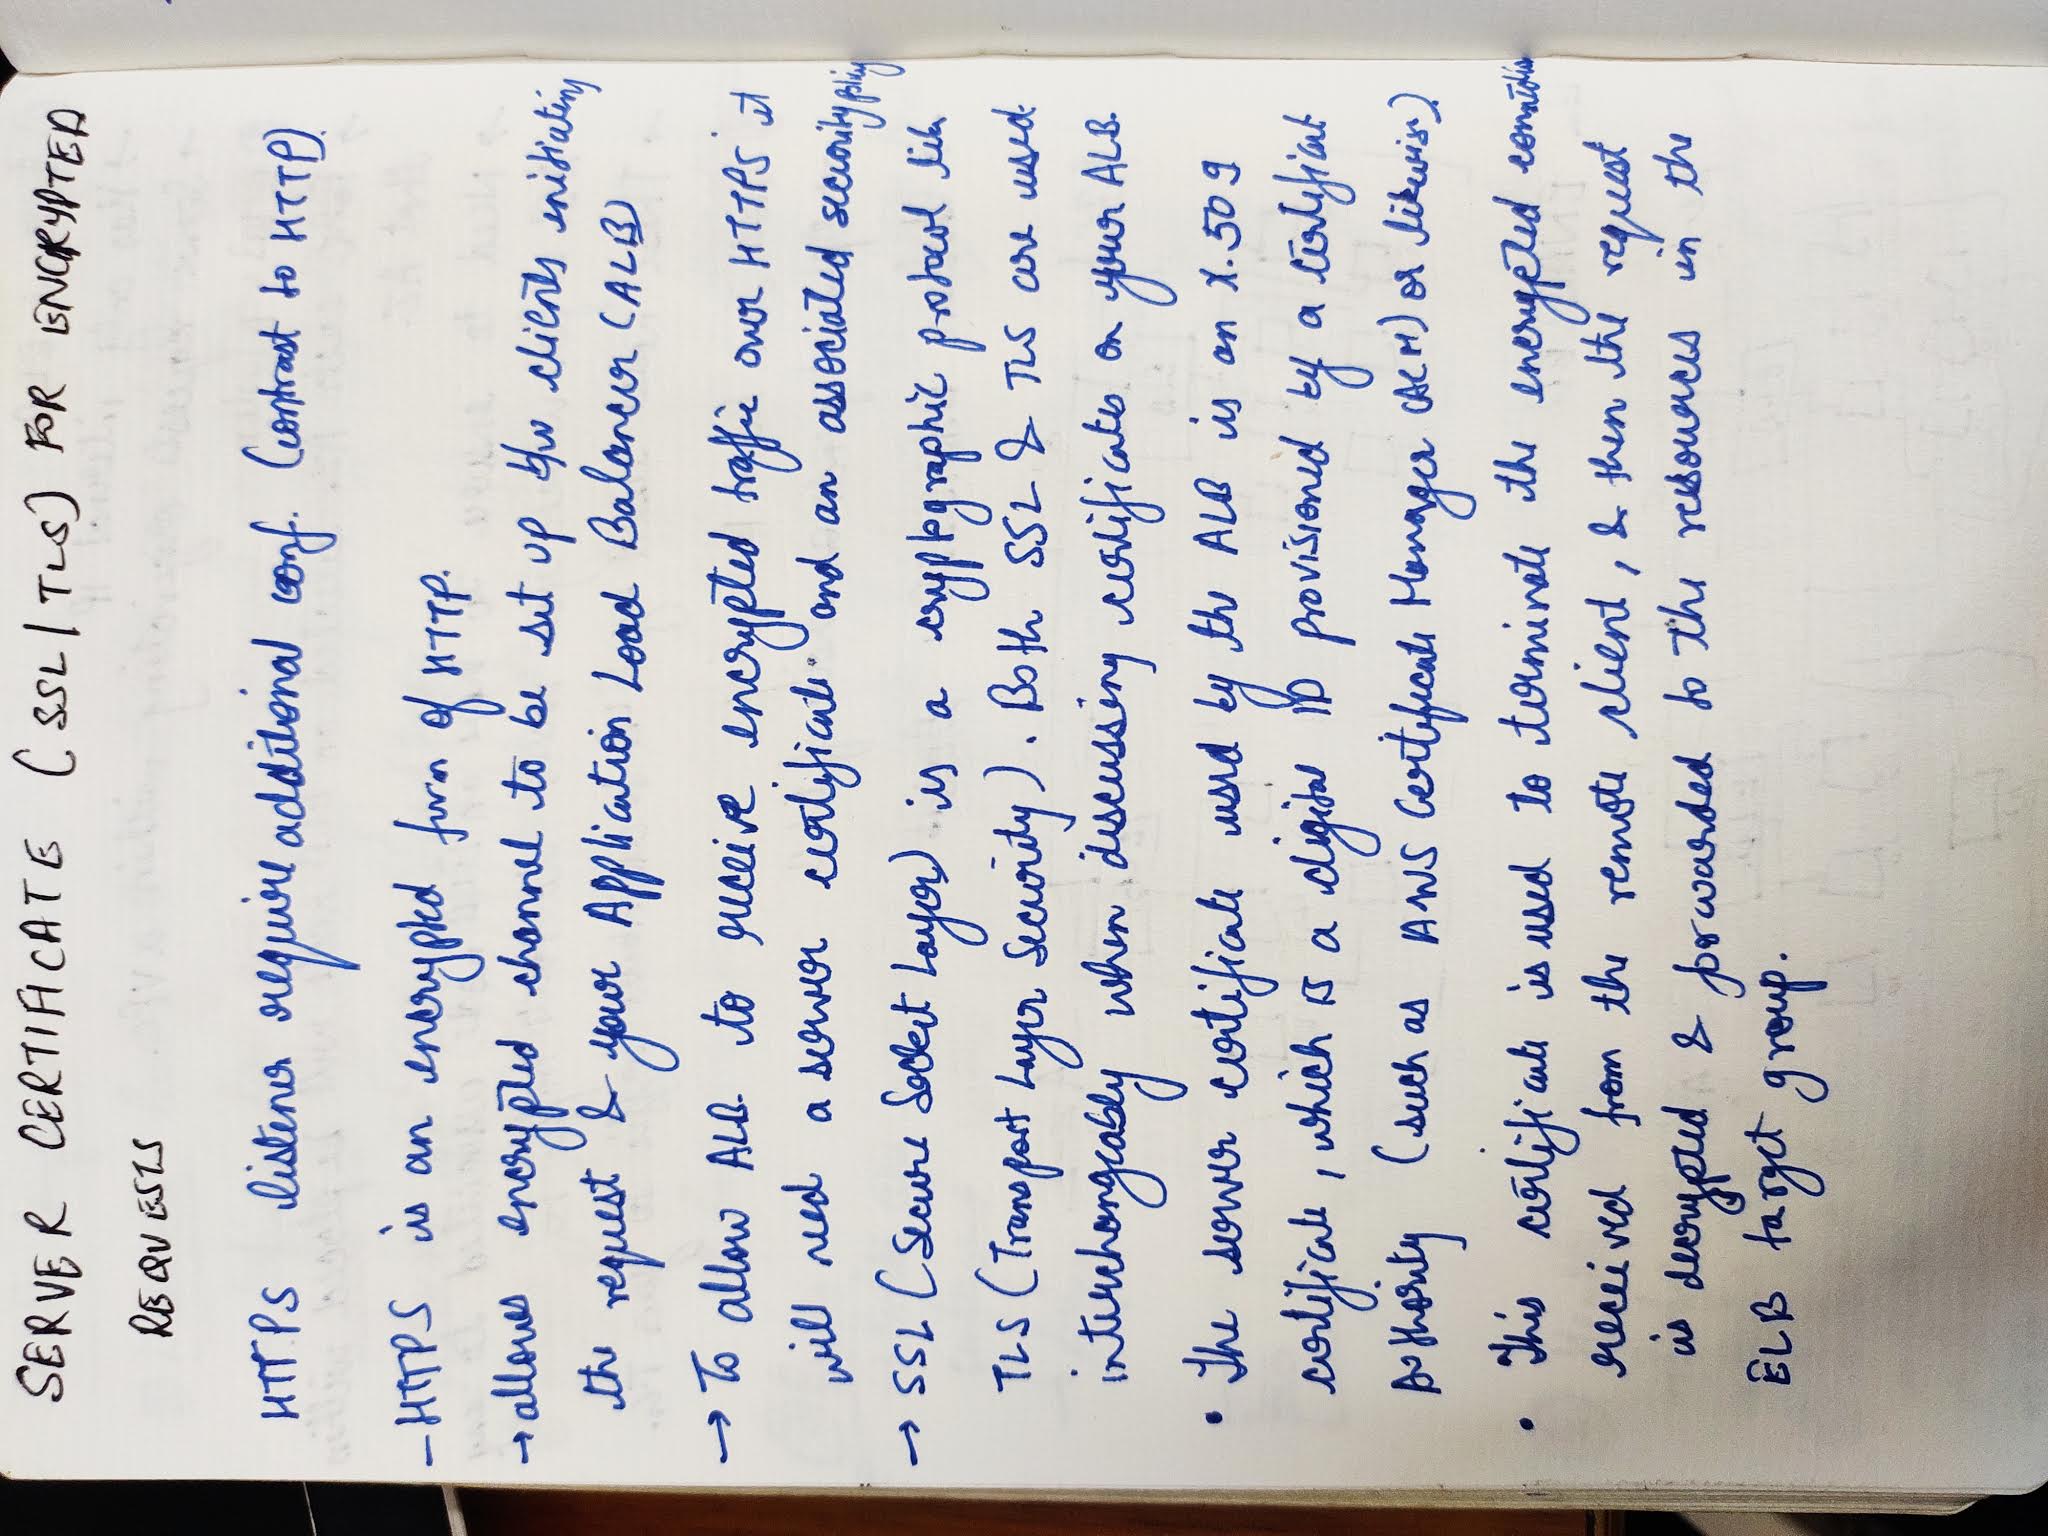 SERVER CERTIFICATE (SSL/TLS) FOR ENCRYPTED
REQUESTS
HTTPS listener require additional conf. (contrast to HTTP).
- HTTPS is an encrypted form of HTTP.
→ allows encrypted channel to be set up b/w clients initiating
the request & your Application Load Balancer (ALB)
→ To allow ALB to receive encrypted traffic over HTTPS it
will need a server certificate and an associated security policy
→ SSL (Secure Socket Layer) is a cryptographic protocol like
TLS (Transport Layer Security). Both SSL & TLS are used
interchangeably when discussing certificates on your ALB.
• The server certificate used by the ALB is an X.509
certificate, which is a digital ID provisioned by a Certificate
Authority (such as AWS Certificate Manager (ACM) or likewise).
• This certificate is used to terminate the encrypted connection
received from the remote client, & then the request
is decrypted & forwarded to the resources in the
ELB target group.